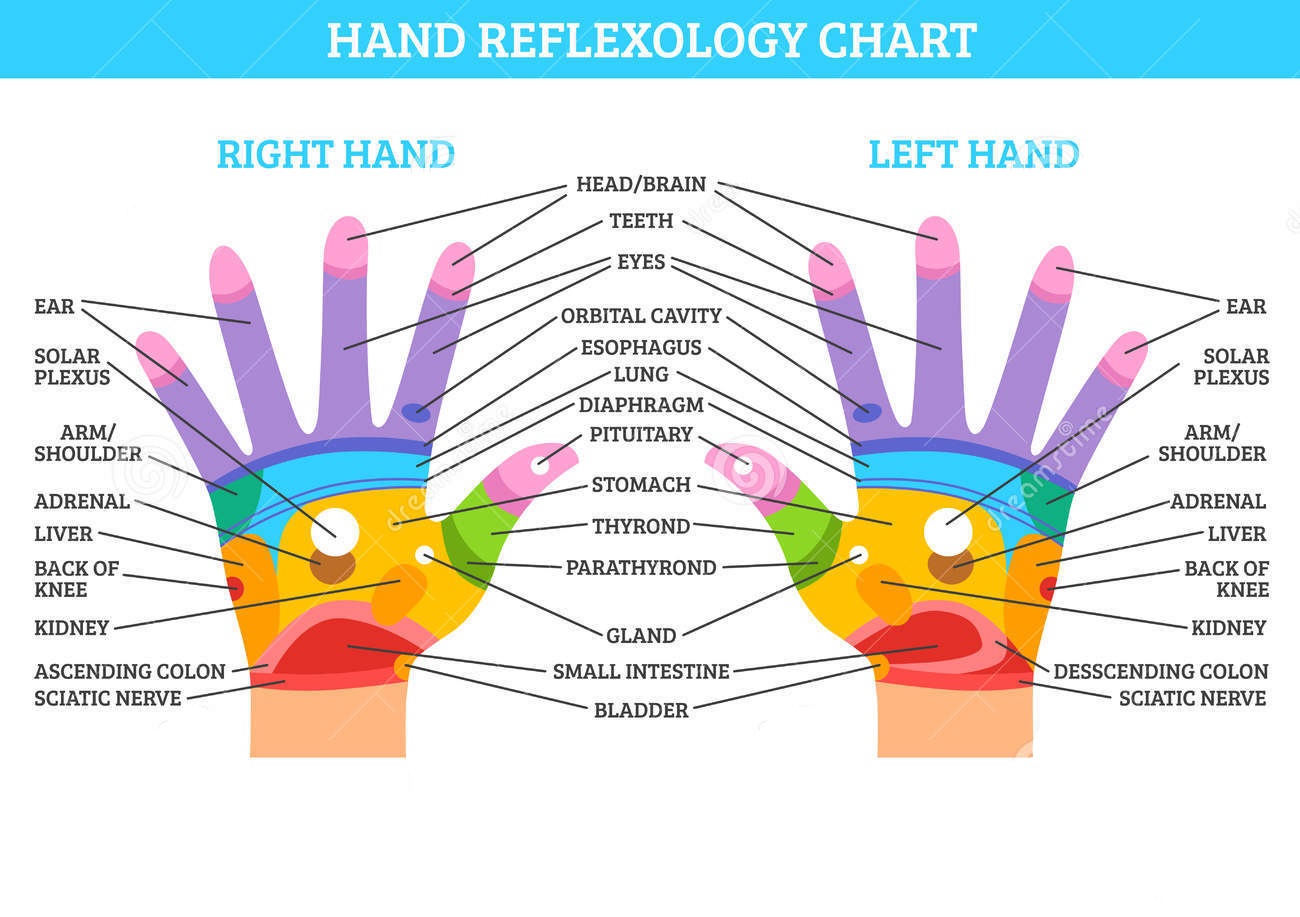 HAND REFLEXOLOGY CHART
RIGHT HAND
LEFT HAND
HEAD/BRAIN
TEETH
EYES
ORBITAL CAVITY
ESOPHAGUS
LUNG
DIAPHRAGM
PITUITARY
STOMACH
THYROND
PARATHYROND
GLAND
SMALL INTESTINE
BLADDER
EAR
SOLAR
PLEXUS
ARM/
SHOULDER
ADRENAL
LIVER
BACK OF
KNEE
KIDNEY
ASCENDING COLON
SCIATIC NERVE
EAR
SOLAR
PLEXUS
ARM/
SHOULDER
ADRENAL
LIVER
BACK OF
KNEE
KIDNEY
DESSCENDING COLON
SCIATIC NERVE
dreamstime